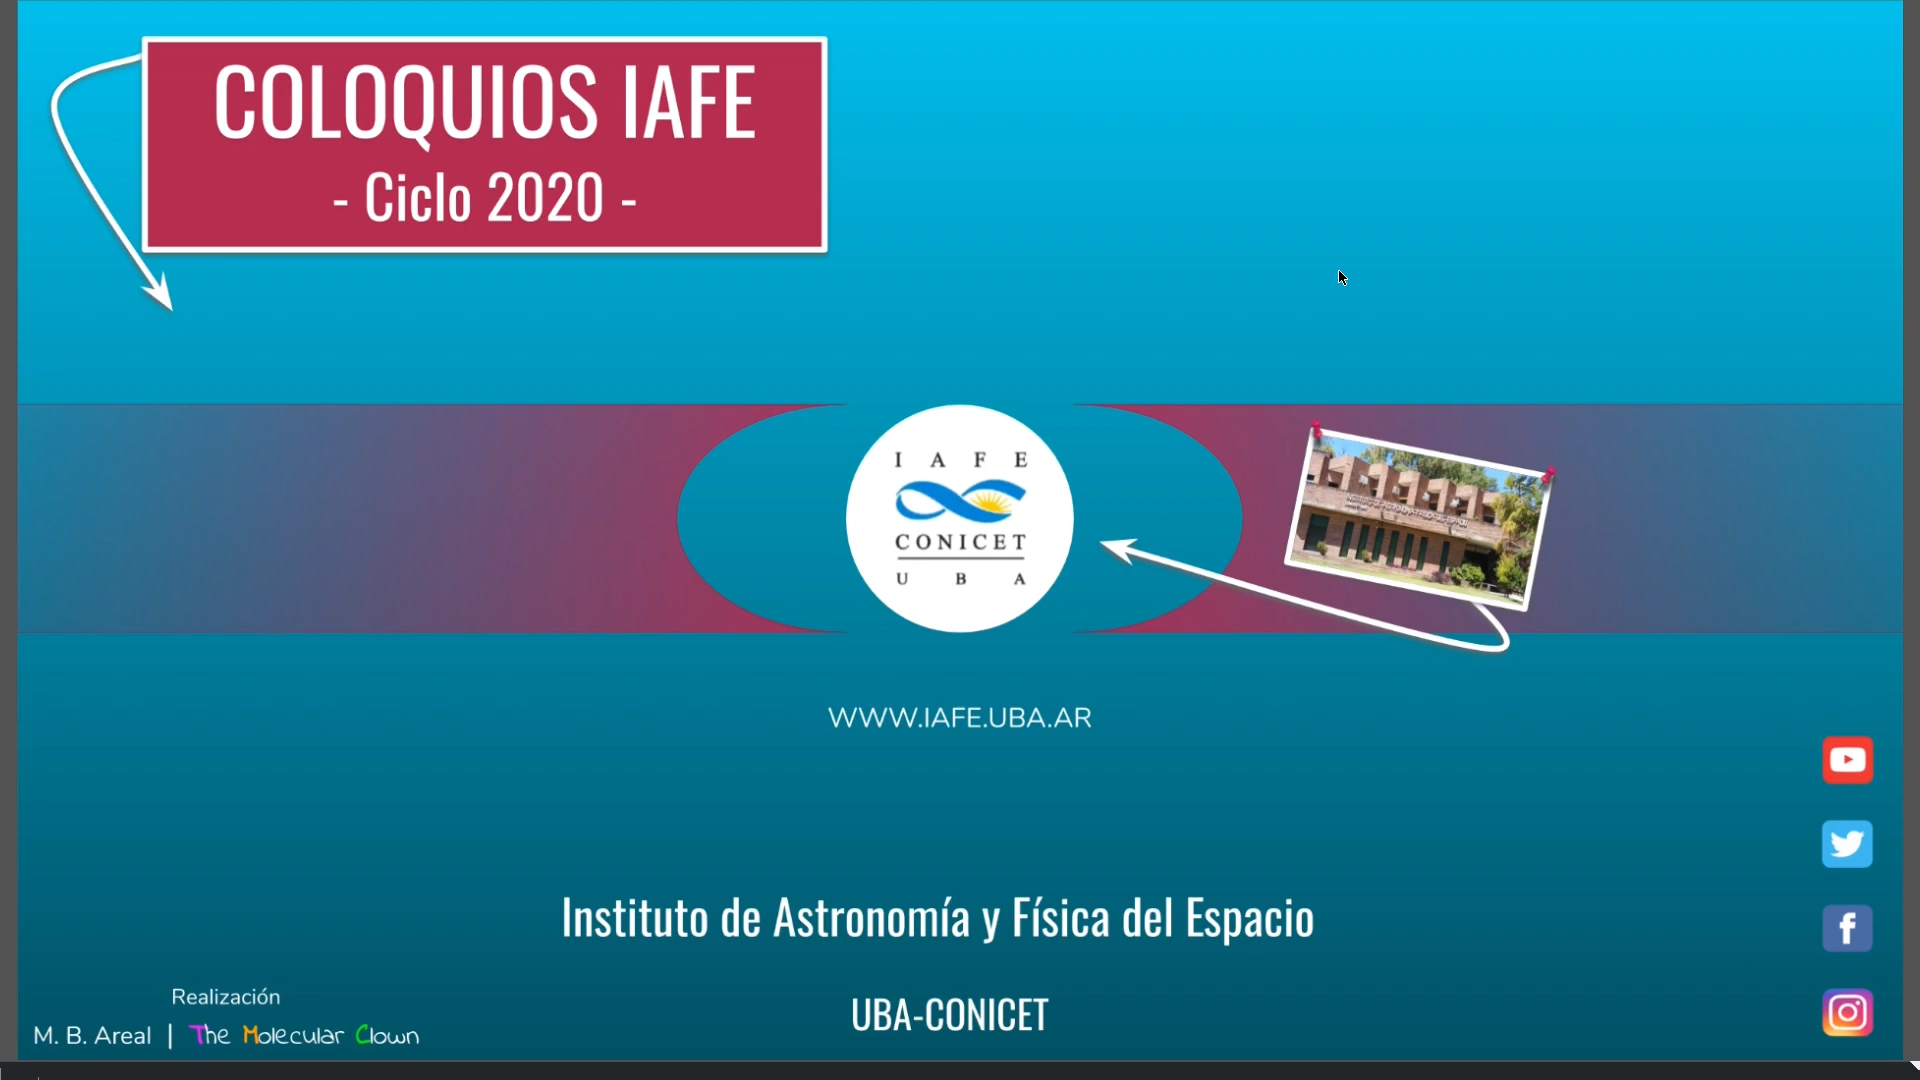 COLOQUIOS IAFE
- Ciclo 2020 -
I A F E
CONICET
U B A
WWW.IAFE.UBA.AR
Instituto de Astronomía y Física del Espacio
UBA-CONICET
Realización
M. B. Areal | The Molecular Clown